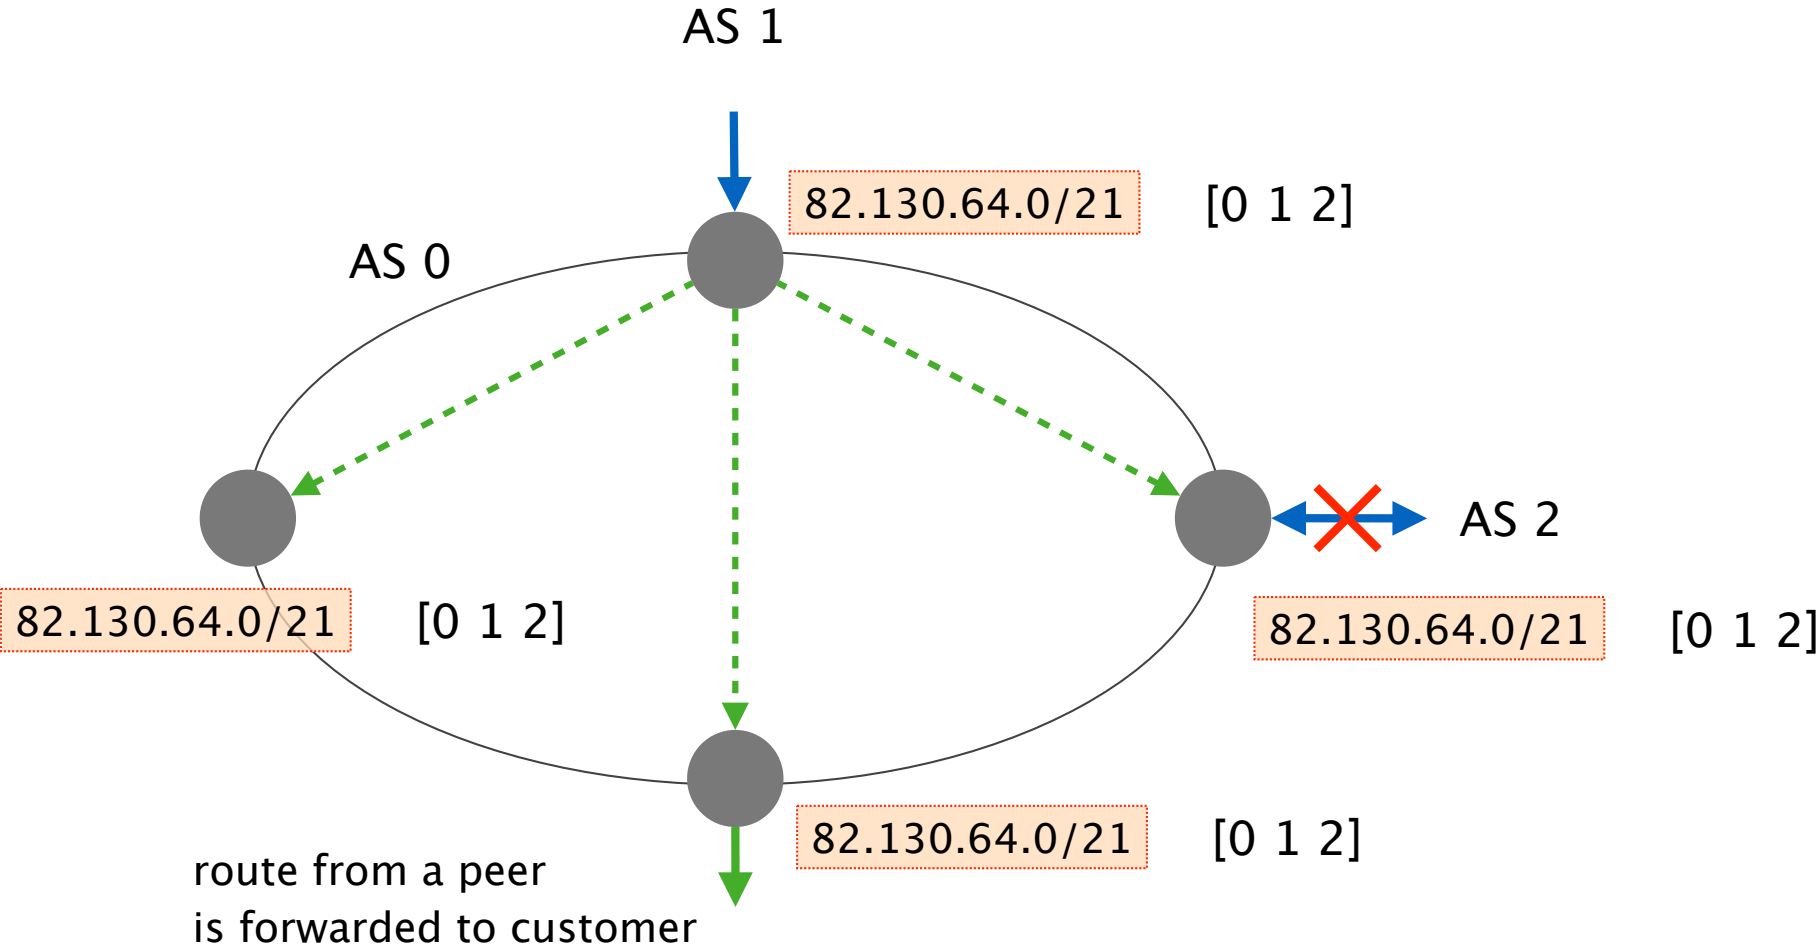 AS 1
82.130.64.0/21 [0 1 2]
AS 0
AS 2
82.130.64.0/21 [0 1 2]
82.130.64.0/21 [0 1 2]
82.130.64.0/21 [0 1 2]
route from a peer
is forwarded to customer